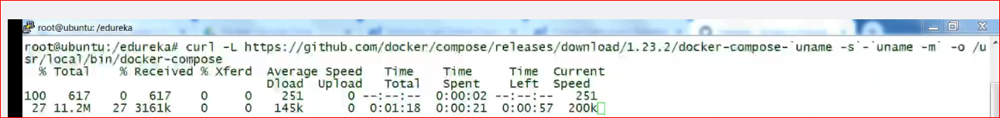 root@ubuntu: /edureka
root@ubuntu:/edureka# curl -L https://github.com/docker/compose/releases/download/1.23.2/docker-compose-`uname -s`-`uname -m` -o /u
sr/local/bin/docker-compose
  % Total    % Received % Xferd  Average Speed   Time    Time     Time  Current
                                 Dload  Upload   Total   Spent    Left  Speed
100   617    0   617    0     0    251      0 --:--:--  0:00:02 --:--:--   251
 27 11.2M   27 3161k    0     0   145k      0  0:01:18  0:00:21  0:00:57  200k